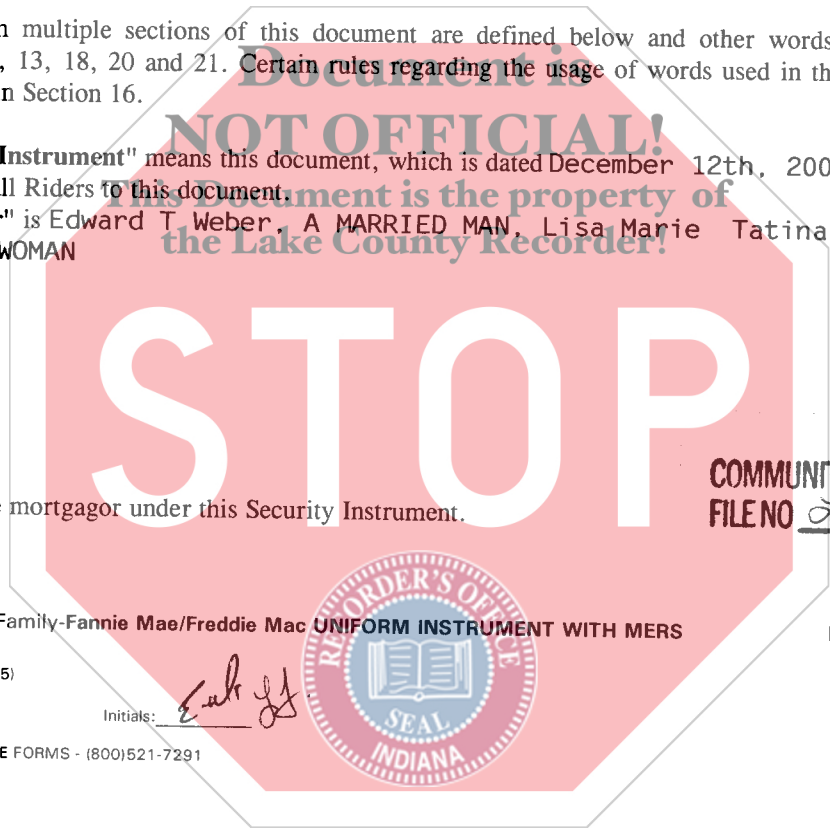 n multiple sections of this document are defined below and other words
, 13, 18, 20 and 21. Certain rules regarding the usage of words used in th
n Section 16.
Document is
NOT OFFICIAL!
This Document is the property of
the Lake County Recorder!
Instrument" means this document, which is dated December 12th, 200
ll Riders to this document.
" is Edward T Weber, A MARRIED MAN, Lisa Marie Tatina
WOMAN
STOP
COMMUNI
FILE NO
e mortgagor under this Security Instrument.
RECORDER'S OFFICE
SEAL
INDIANA
Family-Fannie Mae/Freddie Mac UNIFORM INSTRUMENT WITH MERS
5)
Initials:
E FORMS - (800)521-7291